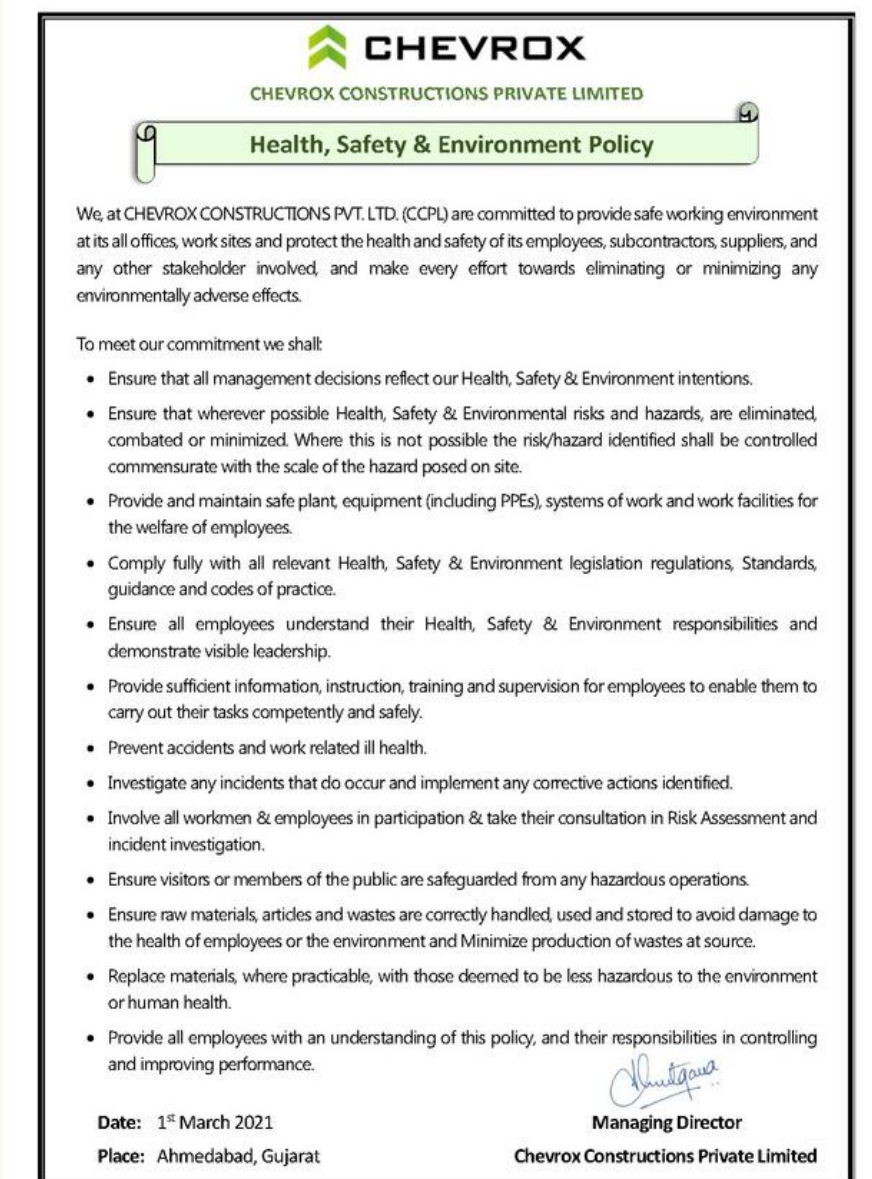 CHEVROX
CHEVROX CONSTRUCTIONS PRIVATE LIMITED
Health, Safety & Environment Policy
We, at CHEVROX CONSTRUCTIONS PVT. LTD. (CCPL) are committed to provide safe working environment
at its all offices, work sites and protect the health and safety of its employees, subcontractors, suppliers, and
any other stakeholder involved, and make every effort towards eliminating or minimizing any
environmentally adverse effects.
To meet our commitment we shall:
• Ensure that all management decisions reflect our Health, Safety & Environment intentions.
• Ensure that wherever possible Health, Safety & Environmental risks and hazards, are eliminated,
combated or minimized. Where this is not possible the risk/hazard identified shall be controlled
commensurate with the scale of the hazard posed on site.
• Provide and maintain safe plant, equipment (including PPEs), systems of work and work facilities for
the welfare of employees.
• Comply fully with all relevant Health, Safety & Environment legislation regulations, Standards,
guidance and codes of practice.
• Ensure all employees understand their Health, Safety & Environment responsibilities and
demonstrate visible leadership.
• Provide sufficient information, instruction, training and supervision for employees to enable them to
carry out their tasks competently and safely.
• Prevent accidents and work related ill health.
• Investigate any incidents that do occur and implement any corrective actions identified.
• Involve all workmen & employees in participation & take their consultation in Risk Assessment and
incident investigation.
• Ensure visitors or members of the public are safeguarded from any hazardous operations.
• Ensure raw materials, articles and wastes are correctly handled, used and stored to avoid damage to
the health of employees or the environment and Minimize production of wastes at source.
• Replace materials, where practicable, with those deemed to be less hazardous to the environment
or human health.
• Provide all employees with an understanding of this policy, and their responsibilities in controlling
and improving performance.
Date: 1st March 2021
Managing Director
Place: Ahmedabad, Gujarat
Chevrox Constructions Private Limited